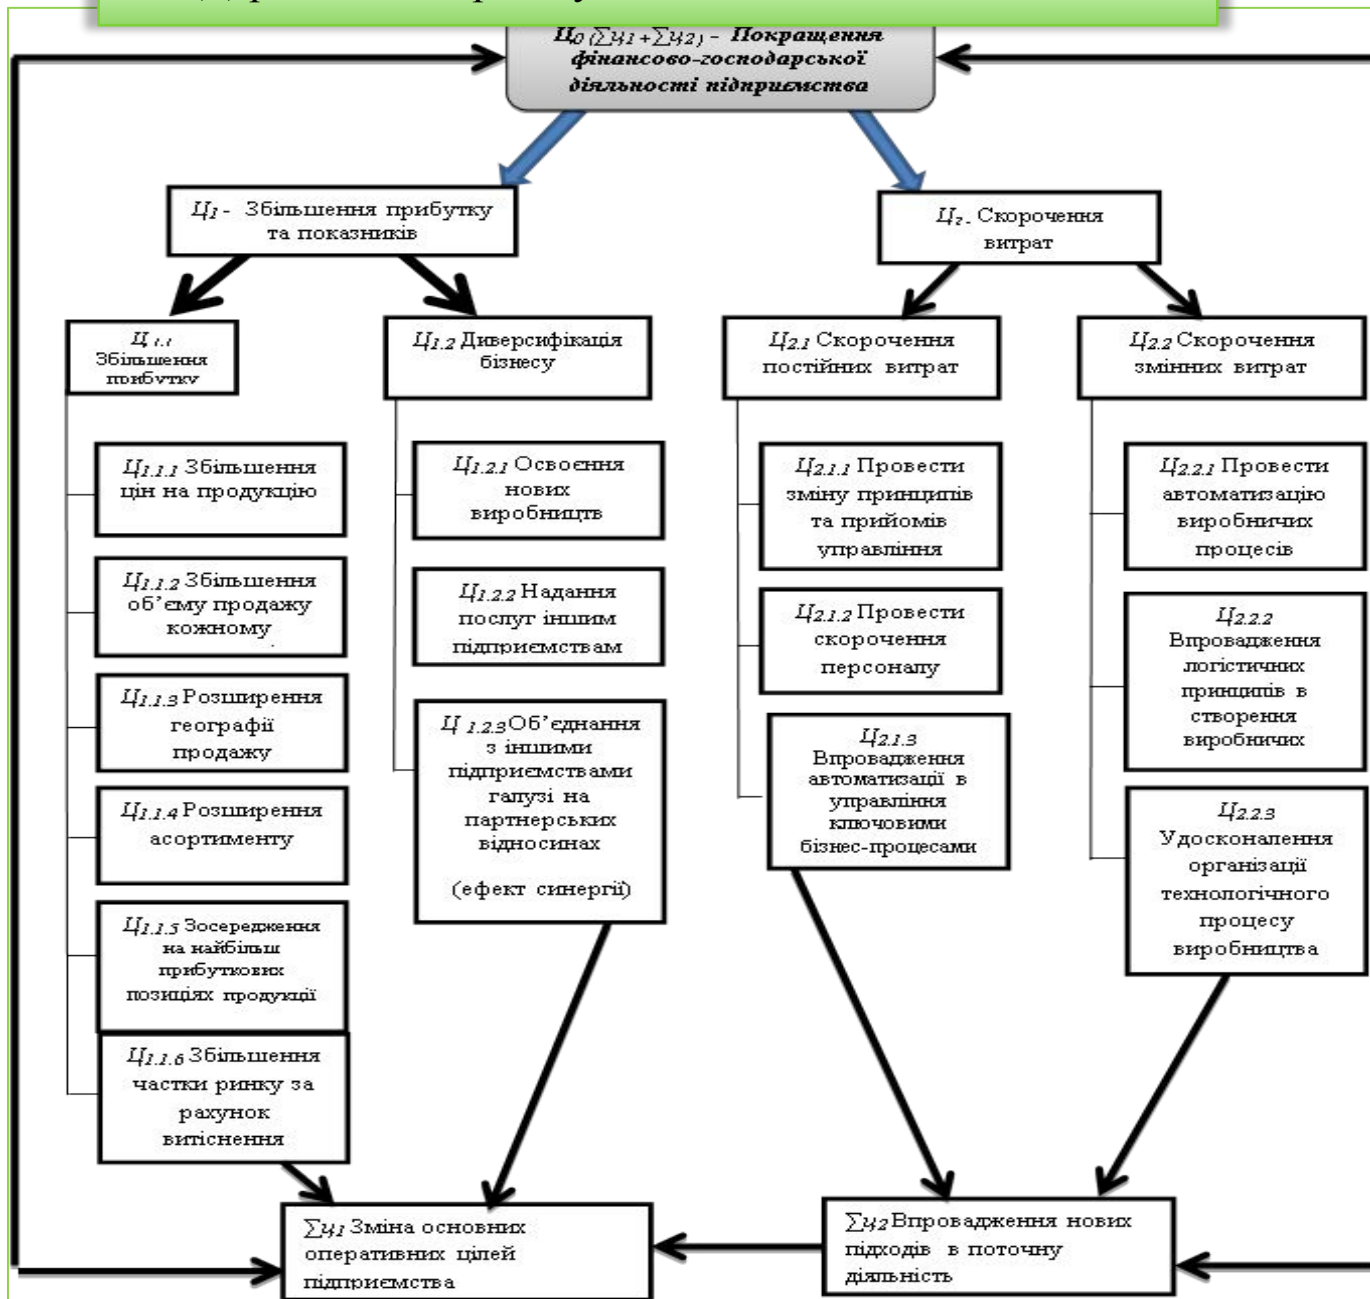 Ц0 (∑ц1 + ∑ц2) – Покращення
фінансово-господарської
діяльності підприємства
Ц1 - Збільшення прибутку
та показників
Ц2 - Скорочення
витрат
Ц 1.1
Збільшення
прибутку
Ц1.2 Диверсифікація
бізнесу
Ц2.1 Скорочення
постійних витрат
Ц2.2 Скорочення
змінних витрат
Ц1.1.1 Збільшення
цін на продукцію
Ц1.1.2 Збільшення
об’єму продажу
кожному
Ц1.1.3 Розширення
географії
продажу
Ц1.1.4 Розширення
асортименту
Ц1.1.5 Зосередження
на найбільш
прибуткових
позиціях продукції
Ц1.1.6 Збільшення
частки ринку за
рахунок
витіснення
Ц1.2.1 Освоєння
нових
виробництв
Ц1.2.2 Надання
послуг іншим
підприємствам
Ц 1.2.3 Об’єднання
з іншими
підприємствами
галузі на
партнерських
відносинах
(ефект синергії)
Ц2.1.1 Провести
зміну принципів
та прийомів
управління
Ц2.1.2 Провести
скорочення
персоналу
Ц2.1.3
Впровадження
автоматизації в
управління
ключовими
бізнес-процесами
Ц2.2.1 Провести
автоматизацію
виробничих
процесів
Ц2.2.2
Впровадження
логістичних
принципів в
створення
виробничих
Ц2.2.3
Удосконалення
організації
технологічного
процесу
виробництва
∑ц1 Зміна основних
оперативних цілей
підприємства
∑ц2 Впровадження нових
підходів в поточну
діяльність